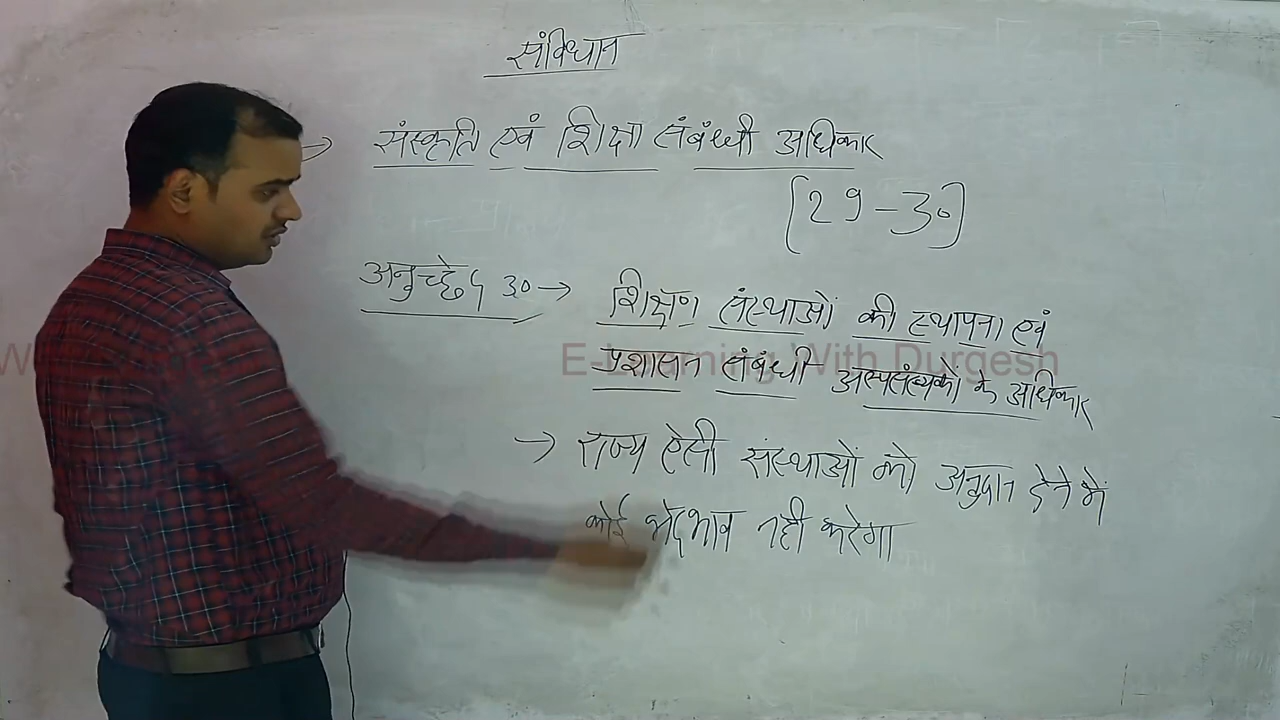 संविधान
→ संस्कृति एवं शिक्षा संबंधी अधिकार
[29-30]
अनुच्छेद 30 → शिक्षण संस्थाओं की स्थापना एवं
प्रशासन संबंधी अल्पसंख्यकों के अधिकार
E-Learning With Durgesh
→ राज्य ऐसी संस्थाओं को अनुदान देने में
कोई भेदभाव नही करेगा